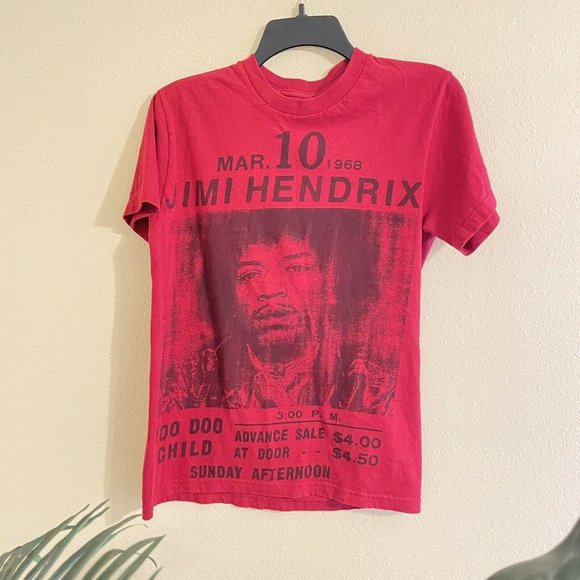 MAR. 10 1968
JIMI HENDRIX
3:00 P. M.
OO DOO
CHILD
ADVANCE SALE $4.00
AT DOOR - - $4.50
SUNDAY AFTERNOON